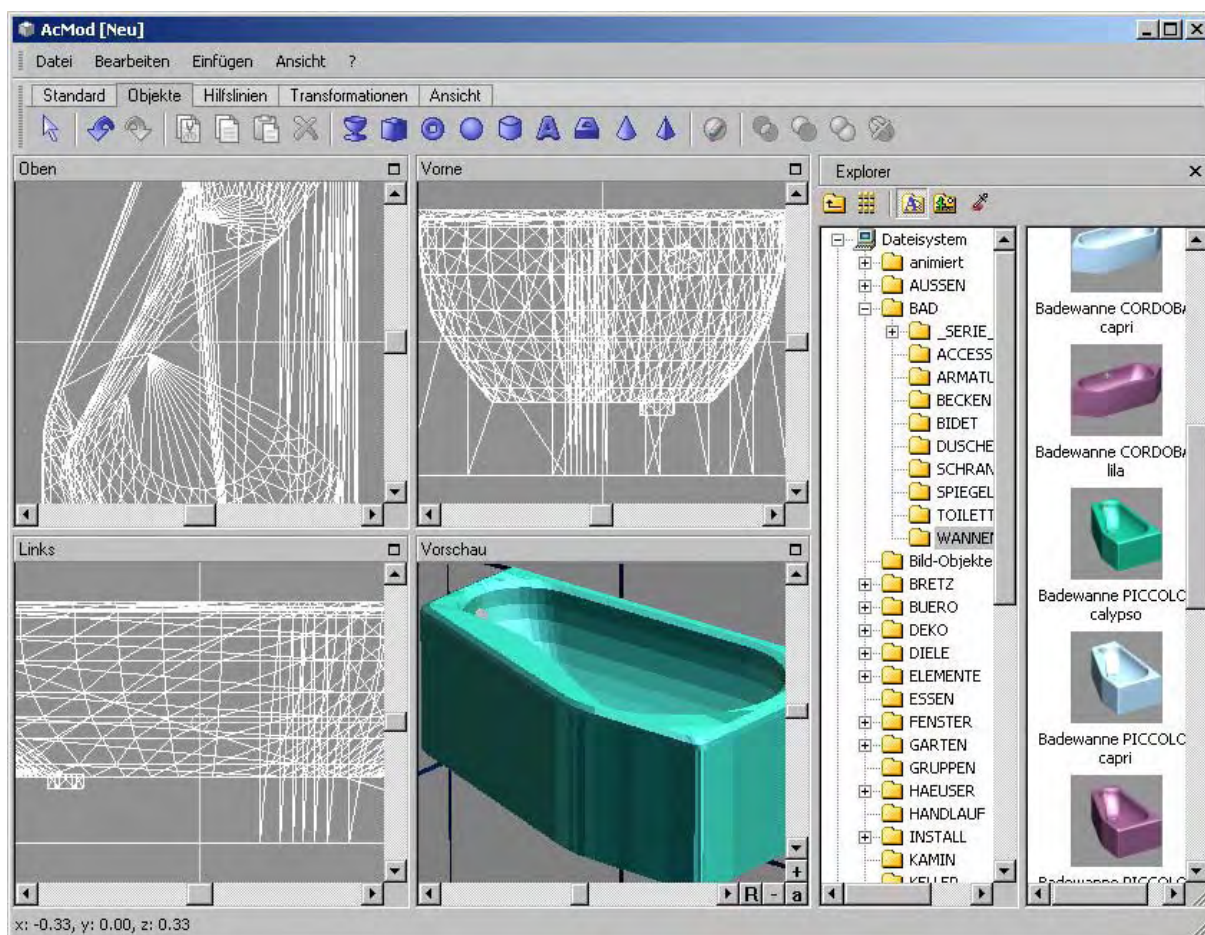 AcMod [Neu]
Datei Bearbeiten Einfügen Ansicht ?
Standard Objekte Hilfslinien Transformationen Ansicht
Oben
Vorne
Links
Vorschau
R - a
+
x: -0.33, y: 0.00, z: 0.33
Explorer
Dateisystem
animiert
AUSSEN
BAD
_SERIE_
ACCESS
ARMATU
BECKEN
BIDET
DUSCHE
SCHRAN
SPIEGEL
TOILETT
WANNEN
Bild-Objekte
BRETZ
BUERO
DEKO
DIELE
ELEMENTE
ESSEN
FENSTER
GARTEN
GRUPPEN
HAEUSER
HANDLAUF
INSTALL
KAMIN
KELLER
Badewanne CORDOBA
capri
Badewanne CORDOBA
lila
Badewanne PICCOLO
calypso
Badewanne PICCOLO
capri
Badewanne PICCOLO